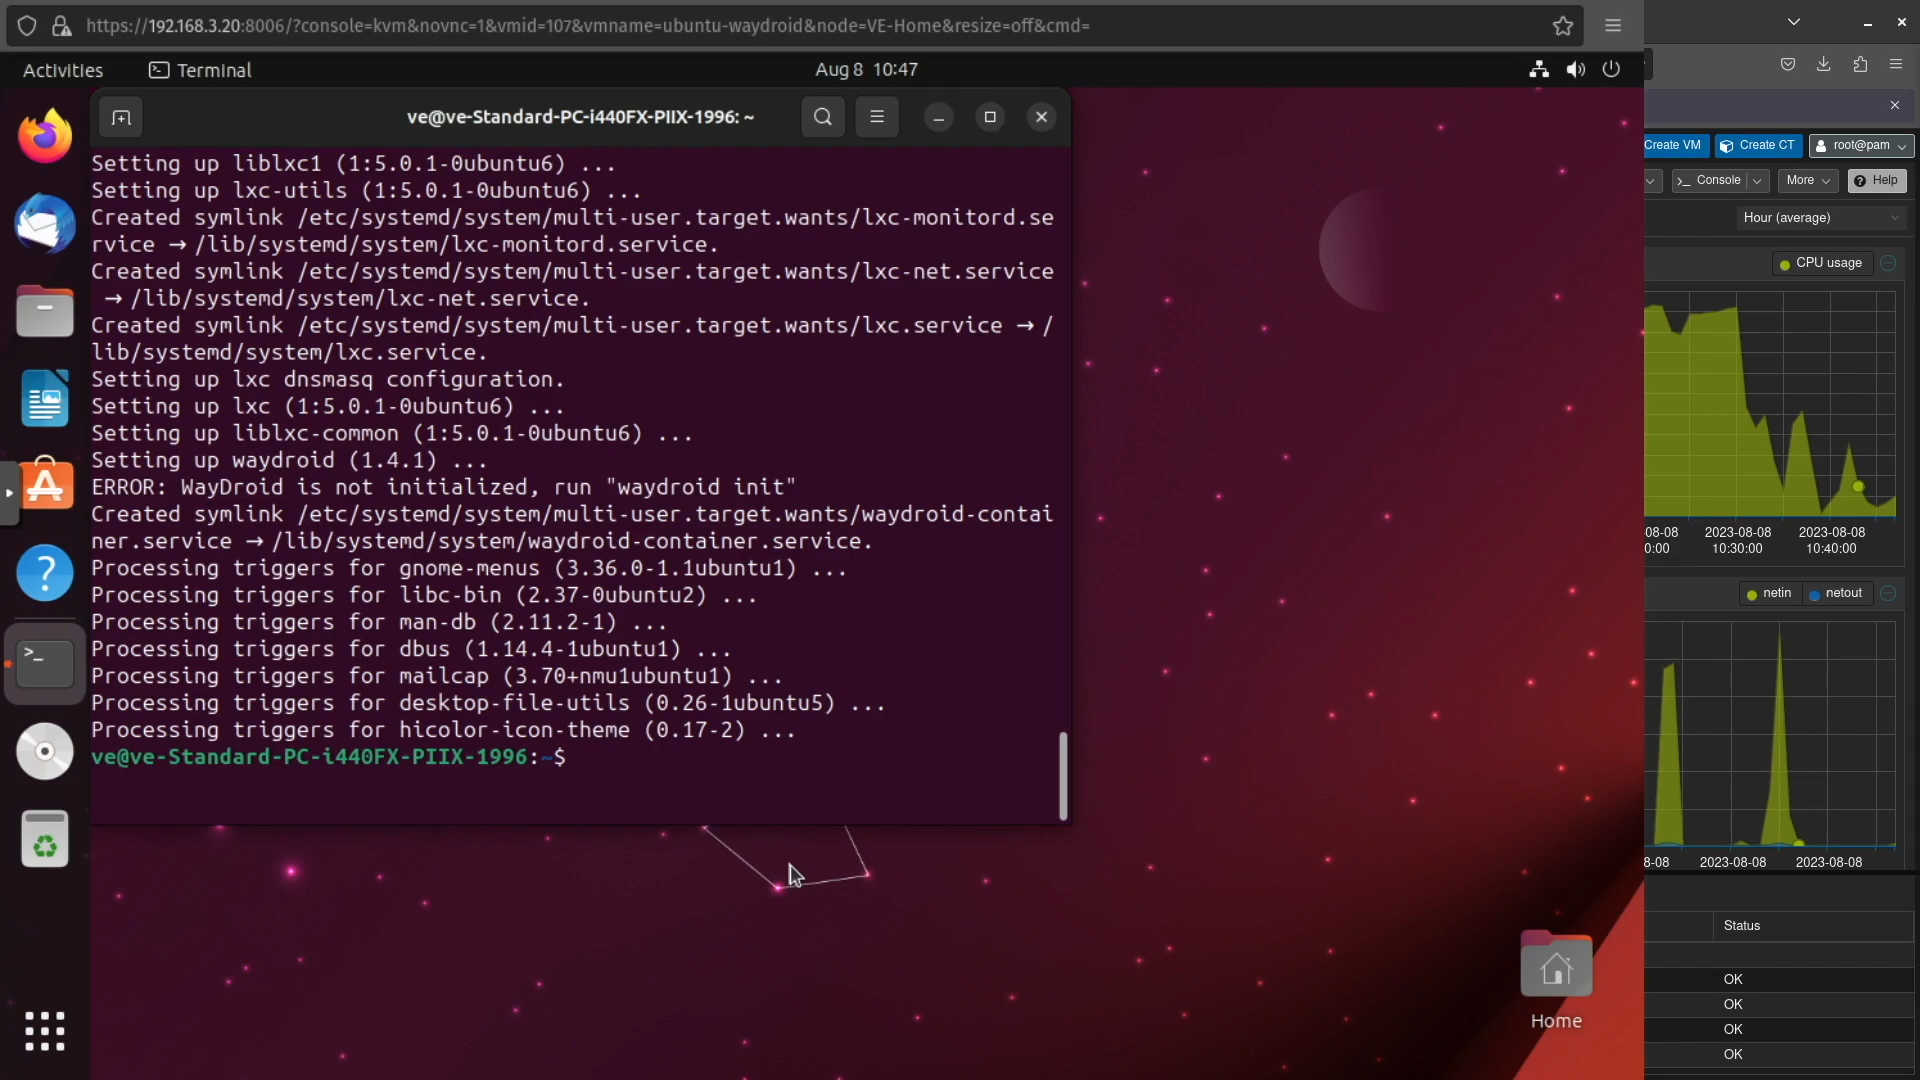 https://192.168.3.20:8006/?console=kvm&novnc=1&vmid=107&vmname=ubuntu-waydroid&node=VE-Home&resize=off&cmd=
Activities
Terminal
Aug 8 10:47
ve@ve-Standard-PC-i440FX-PIIX-1996: ~
Setting up liblxc1 (1:5.0.1-0ubuntu6) ...
Setting up lxc-utils (1:5.0.1-0ubuntu6) ...
Created symlink /etc/systemd/system/multi-user.target.wants/lxc-monitord.se
rvice → /lib/systemd/system/lxc-monitord.service.
Created symlink /etc/systemd/system/multi-user.target.wants/lxc-net.service
 → /lib/systemd/system/lxc-net.service.
Created symlink /etc/systemd/system/multi-user.target.wants/lxc.service → /
lib/systemd/system/lxc.service.
Setting up lxc dnsmasq configuration.
Setting up lxc (1:5.0.1-0ubuntu6) ...
Setting up liblxc-common (1:5.0.1-0ubuntu6) ...
Setting up waydroid (1.4.1) ...
ERROR: WayDroid is not initialized, run "waydroid init"
Created symlink /etc/systemd/system/multi-user.target.wants/waydroid-contai
ner.service → /lib/systemd/system/waydroid-container.service.
Processing triggers for gnome-menus (3.36.0-1.1ubuntu1) ...
Processing triggers for libc-bin (2.37-0ubuntu2) ...
Processing triggers for man-db (2.11.2-1) ...
Processing triggers for dbus (1.14.4-1ubuntu1) ...
Processing triggers for mailcap (3.70+nmu1ubuntu1) ...
Processing triggers for desktop-file-utils (0.26-1ubuntu5) ...
Processing triggers for hicolor-icon-theme (0.17-2) ...
ve@ve-Standard-PC-i440FX-PIIX-1996:~$
Home
Create VM
Create CT
root@pam
Console
More
Help
Hour (average)
CPU usage
08-08 2023-08-08 2023-08-08
0:00 10:30:00 10:40:00
netin
netout
8-08 2023-08-08 2023-08-08
Status
OK
OK
OK
OK